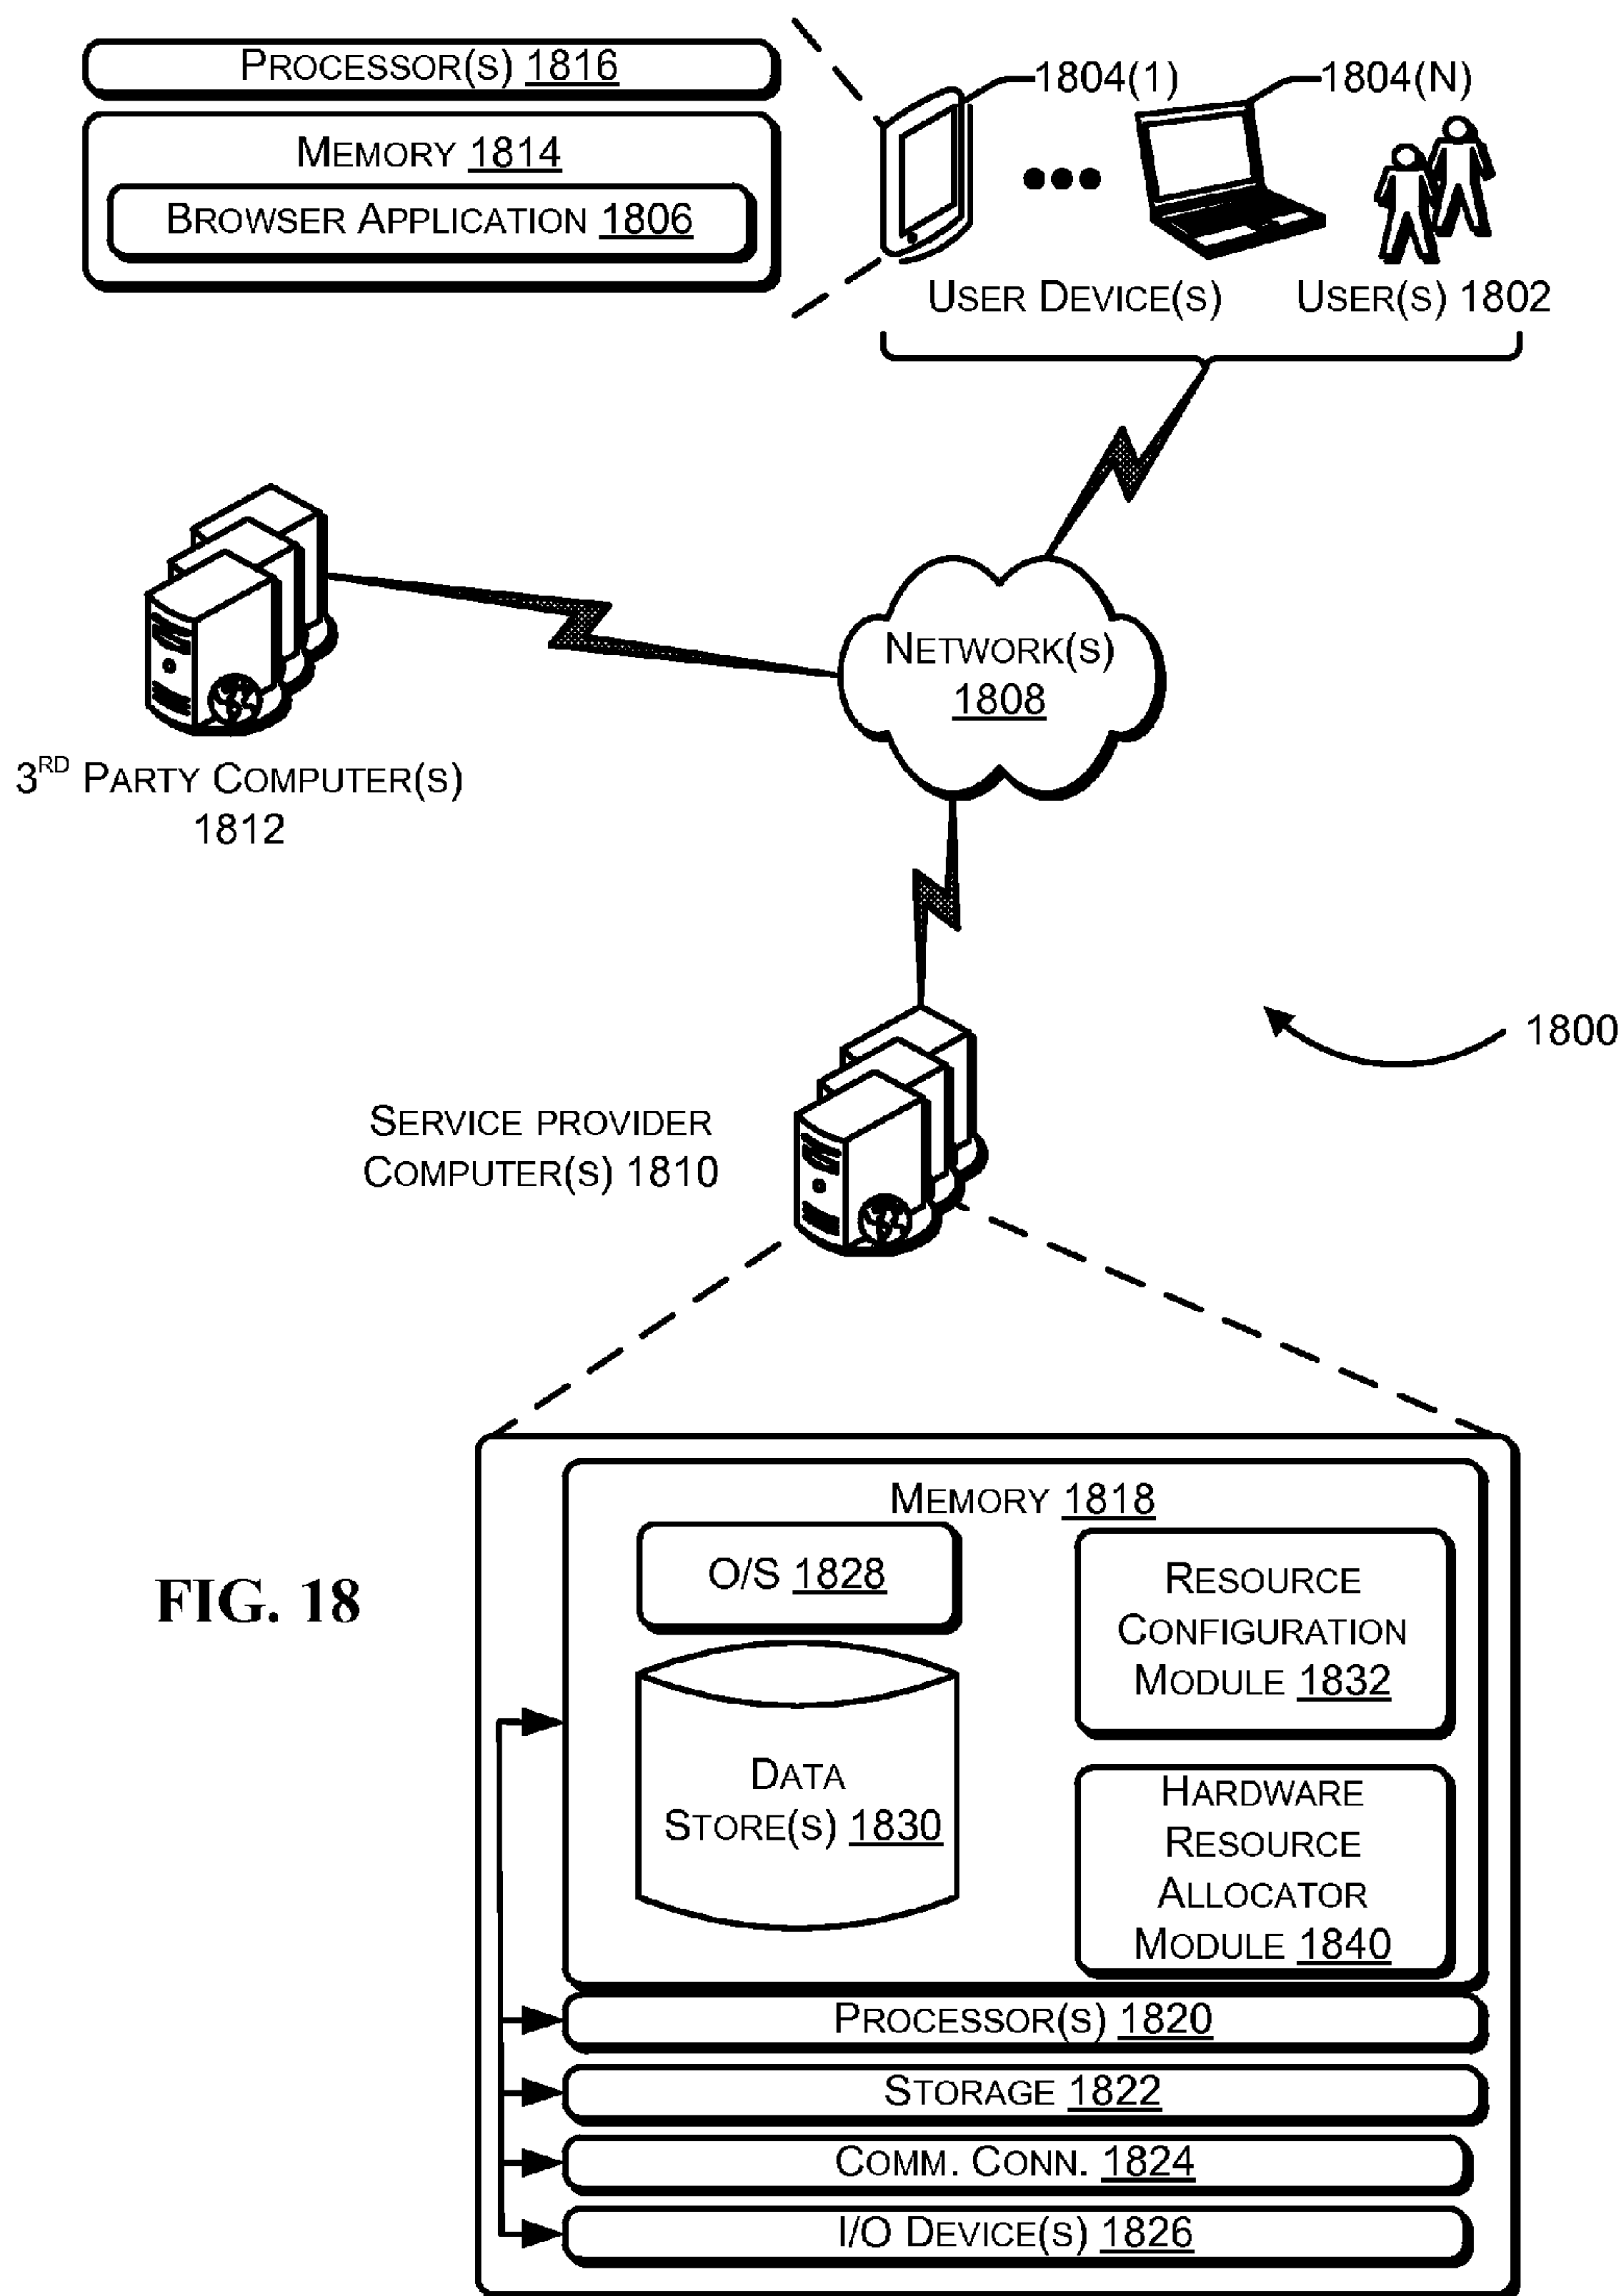 PROCESSOR(S) 1816
MEMORY 1814
BROWSER APPLICATION 1806
1804(1)
1804(N)
USER DEVICE(S)
USER(S) 1802
NETWORK(S)
1808
3RD PARTY COMPUTER(S)
1812
1800
SERVICE PROVIDER
COMPUTER(S) 1810
FIG. 18
MEMORY 1818
O/S 1828
DATA
STORE(S) 1830
RESOURCE
CONFIGURATION
MODULE 1832
HARDWARE
RESOURCE
ALLOCATOR
MODULE 1840
PROCESSOR(S) 1820
STORAGE 1822
COMM. CONN. 1824
I/O DEVICE(S) 1826